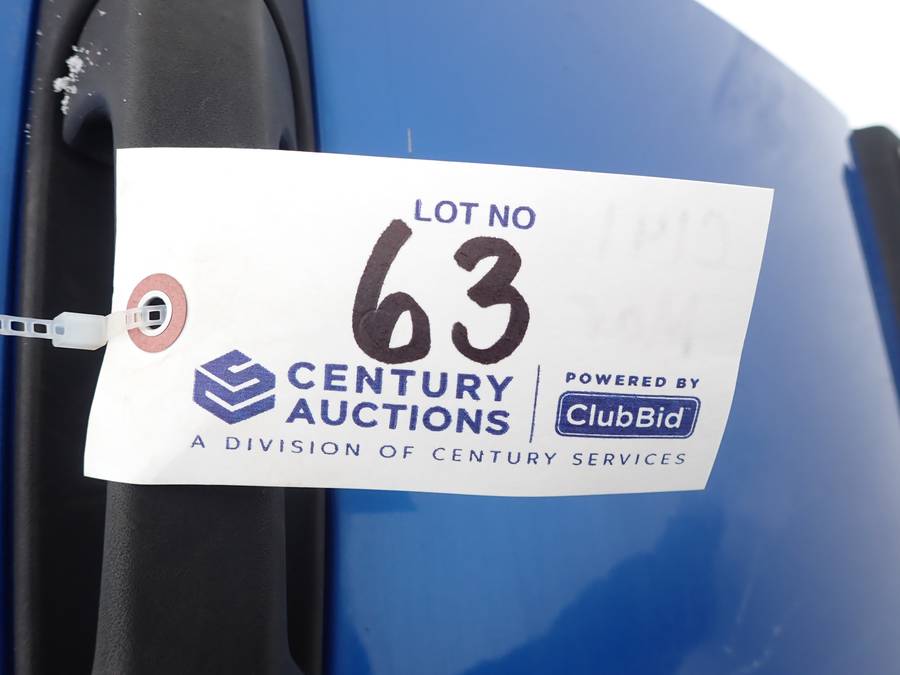 LOT NO
63
CENTURY
AUCTIONS
POWERED BY
ClubBid
A DIVISION OF CENTURY SERVICES